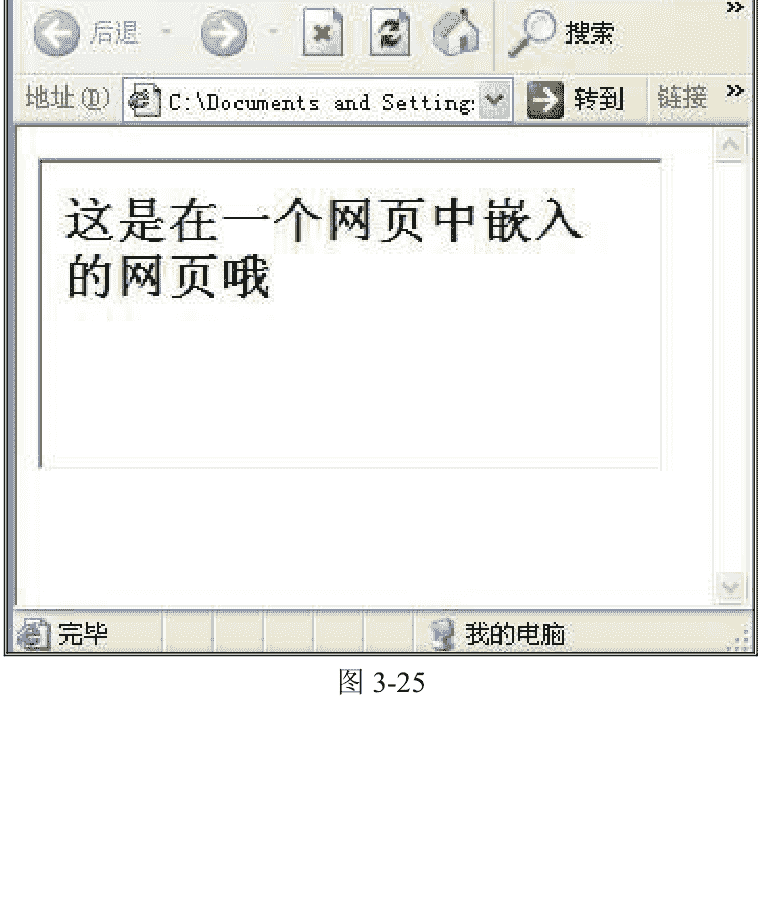 后退 搜索
地址(D) C:\Documents and Setting: 转到 链接
这是在一个网页中嵌入
的网页哦
完毕 我的电脑
图 3-25